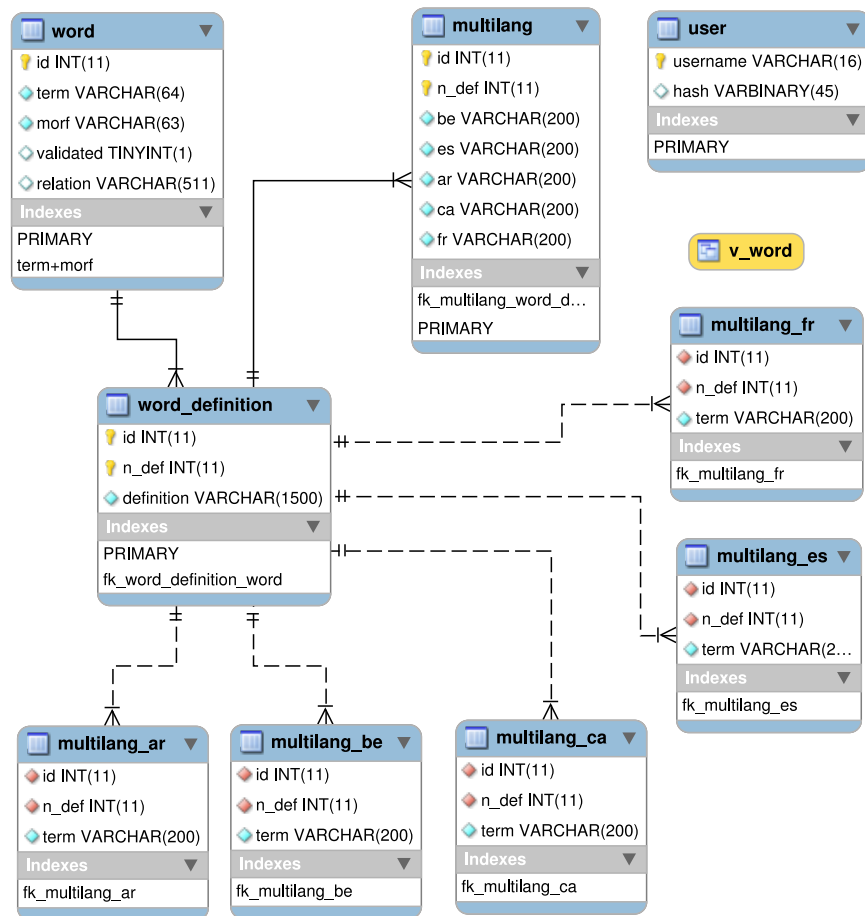 word
id INT(11)
term VARCHAR(64)
morf VARCHAR(63)
validated TINYINT(1)
relation VARCHAR(511)
Indexes
PRIMARY
term+morf
multilang
id INT(11)
n_def INT(11)
be VARCHAR(200)
es VARCHAR(200)
ar VARCHAR(200)
ca VARCHAR(200)
fr VARCHAR(200)
Indexes
fk_multilang_word_d...
PRIMARY
user
username VARCHAR(16)
hash VARBINARY(45)
Indexes
PRIMARY
v_word
multilang_fr
id INT(11)
n_def INT(11)
term VARCHAR(200)
Indexes
fk_multilang_fr
word_definition
id INT(11)
n_def INT(11)
definition VARCHAR(1500)
Indexes
PRIMARY
fk_word_definition_word
multilang_es
id INT(11)
n_def INT(11)
term VARCHAR(2...
Indexes
fk_multilang_es
multilang_ar
id INT(11)
n_def INT(11)
term VARCHAR(200)
Indexes
fk_multilang_ar
multilang_be
id INT(11)
n_def INT(11)
term VARCHAR(200)
Indexes
fk_multilang_be
multilang_ca
id INT(11)
n_def INT(11)
term VARCHAR(200)
Indexes
fk_multilang_ca